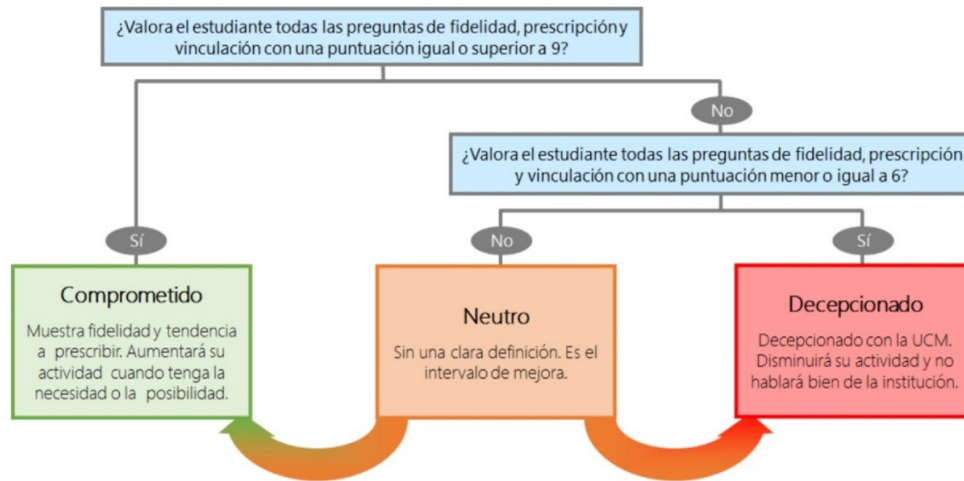 ¿Valora el estudiante todas las preguntas de fidelidad, prescripción y
vinculación con una puntuación igual o superior a 9?
No
¿Valora el estudiante todas las preguntas de fidelidad, prescripción
y vinculación con una puntuación menor o igual a 6?
Sí
No
Sí
Comprometido
Muestra fidelidad y tendencia
a prescribir. Aumentará su
actividad cuando tenga la
necesidad o la posibilidad.
Neutro
Sin una clara definición. Es el
intervalo de mejora.
Decepcionado
Decepcionado con la UCM.
Disminuirá su actividad y no
hablará bien de la institución.